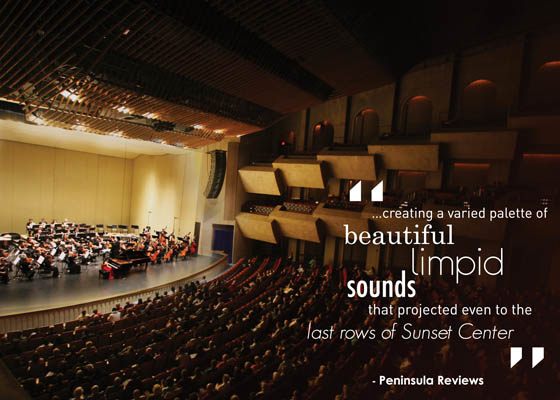 ...creating a varied palette of
beautiful
limpid
sounds
that projected even to the
last rows of Sunset Center
- Peninsula Reviews